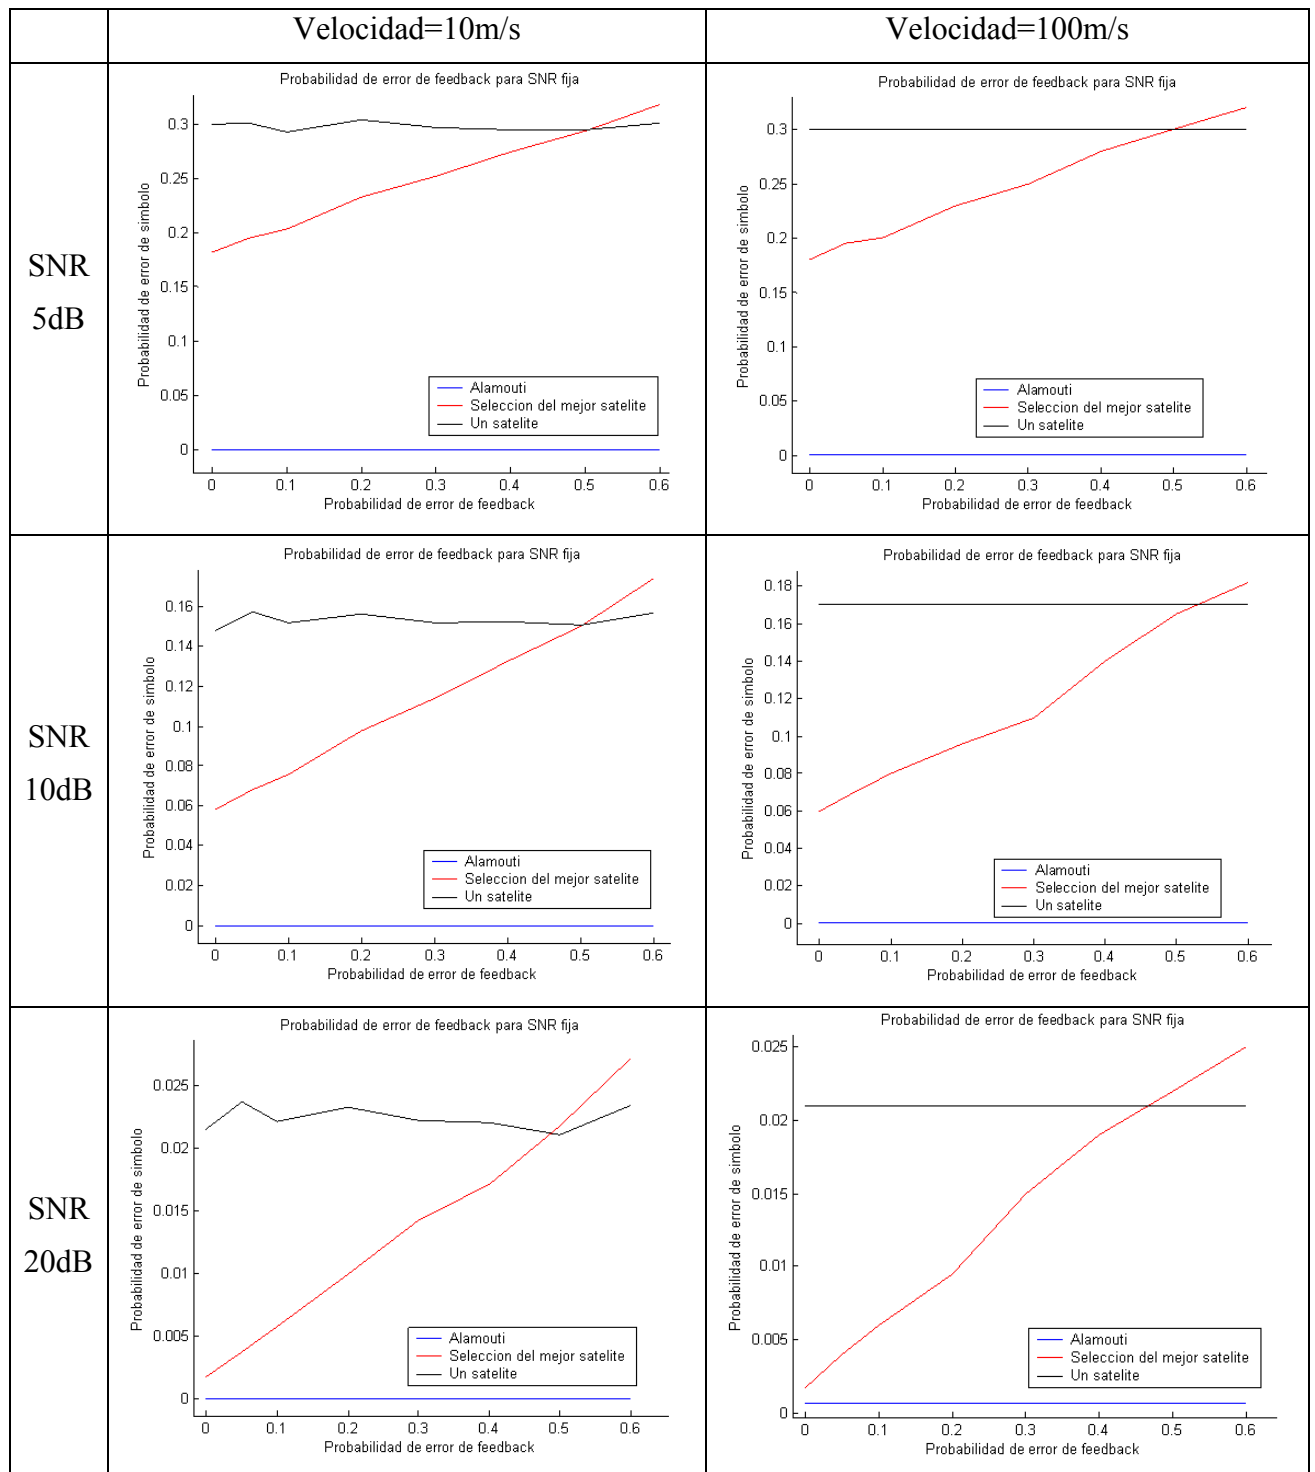 Velocidad=10m/s
Velocidad=100m/s
SNR
5dB
Probabilidad de error de feedback para SNR fija
Probabilidad de error de simbolo
0.3
0.25
0.2
0.15
0.1
0.05
0
Alamouti
Seleccion del mejor satelite
Un satelite
0 0.1 0.2 0.3 0.4 0.5 0.6
Probabilidad de error de feedback
Probabilidad de error de feedback para SNR fija
Probabilidad de error de simbolo
0.3
0.25
0.2
0.15
0.1
0.05
0
Alamouti
Seleccion del mejor satelite
Un satelite
0 0.1 0.2 0.3 0.4 0.5 0.6
Probabilidad de error de feedback
SNR
10dB
Probabilidad de error de feedback para SNR fija
Probabilidad de error de simbolo
0.16
0.14
0.12
0.1
0.08
0.06
0.04
0.02
0
Alamouti
Seleccion del mejor satelite
Un satelite
0 0.1 0.2 0.3 0.4 0.5 0.6
Probabilidad de error de feedback
Probabilidad de error de feedback para SNR fija
Probabilidad de error de simbolo
0.18
0.16
0.14
0.12
0.1
0.08
0.06
0.04
0.02
0
Alamouti
Seleccion del mejor satelite
Un satelite
0 0.1 0.2 0.3 0.4 0.5 0.6
Probabilidad de error de feedback
SNR
20dB
Probabilidad de error de feedback para SNR fija
Probabilidad de error de simbolo
0.025
0.02
0.015
0.01
0.005
0
Alamouti
Seleccion del mejor satelite
Un satelite
0 0.1 0.2 0.3 0.4 0.5 0.6
Probabilidad de error de feedback
Probabilidad de error de feedback para SNR fija
Probabilidad de error de simbolo
0.025
0.02
0.015
0.01
0.005
0
Alamouti
Seleccion del mejor satelite
Un satelite
0 0.1 0.2 0.3 0.4 0.5 0.6
Probabilidad de error de feedback